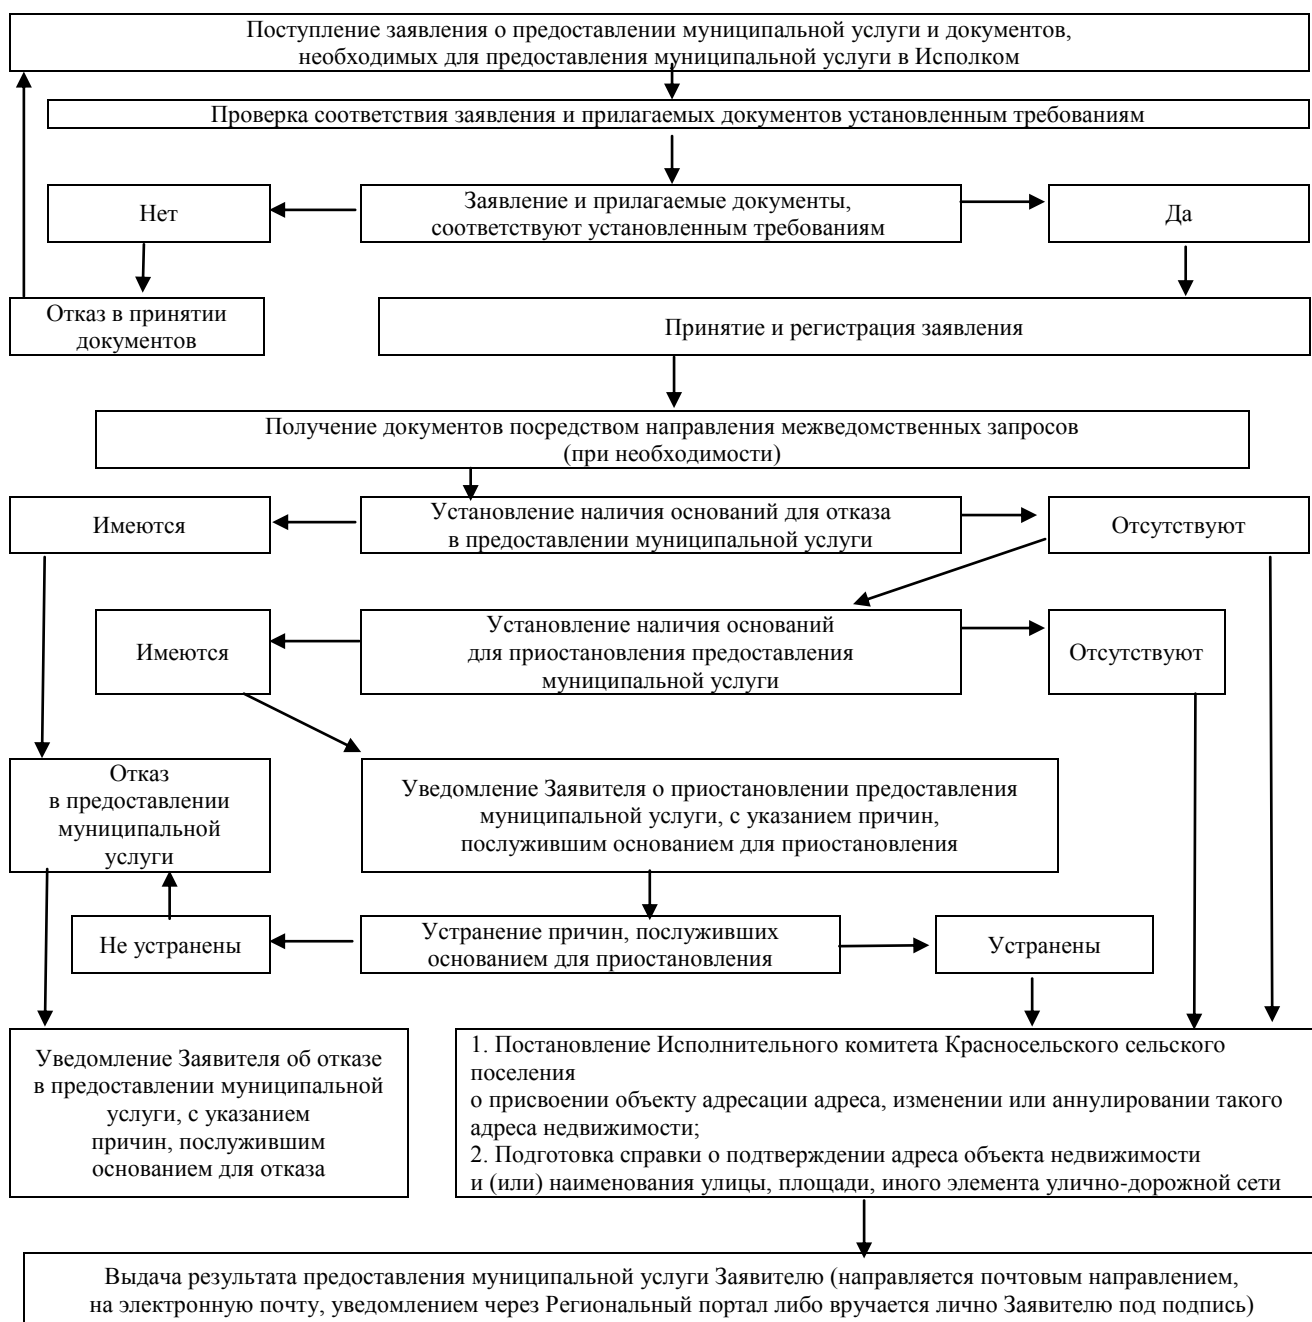 Поступление заявления о предоставлении муниципальной услуги и документов,
необходимых для предоставления муниципальной услуги в Исполком
Проверка соответствия заявления и прилагаемых документов установленным требованиям
Нет
Заявление и прилагаемые документы,
соответствуют установленным требованиям
Да
Отказ в принятии
документов
Принятие и регистрация заявления
Получение документов посредством направления межведомственных запросов
(при необходимости)
Имеются
Установление наличия оснований для отказа
в предоставлении муниципальной услуги
Отсутствуют
Имеются
Установление наличия оснований
для приостановления предоставления
муниципальной услуги
Отсутствуют
Отказ
в предоставлении
муниципальной
услуги
Уведомление Заявителя о приостановлении предоставления
муниципальной услуги, с указанием причин,
послужившим основанием для приостановления
Не устранены
Устранение причин, послуживших
основанием для приостановления
Устранены
Уведомление Заявителя об отказе
в предоставлении муниципальной
услуги, с указанием
причин, послужившим
основанием для отказа
1. Постановление Исполнительного комитета Красносельского сельского
поселения
о присвоении объекту адресации адреса, изменении или аннулировании такого
адреса недвижимости;
2. Подготовка справки о подтверждении адреса объекта недвижимости
и (или) наименования улицы, площади, иного элемента улично-дорожной сети
Выдача результата предоставления муниципальной услуги Заявителю (направляется почтовым направлением,
на электронную почту, уведомлением через Региональный портал либо вручается лично Заявителю под подпись)